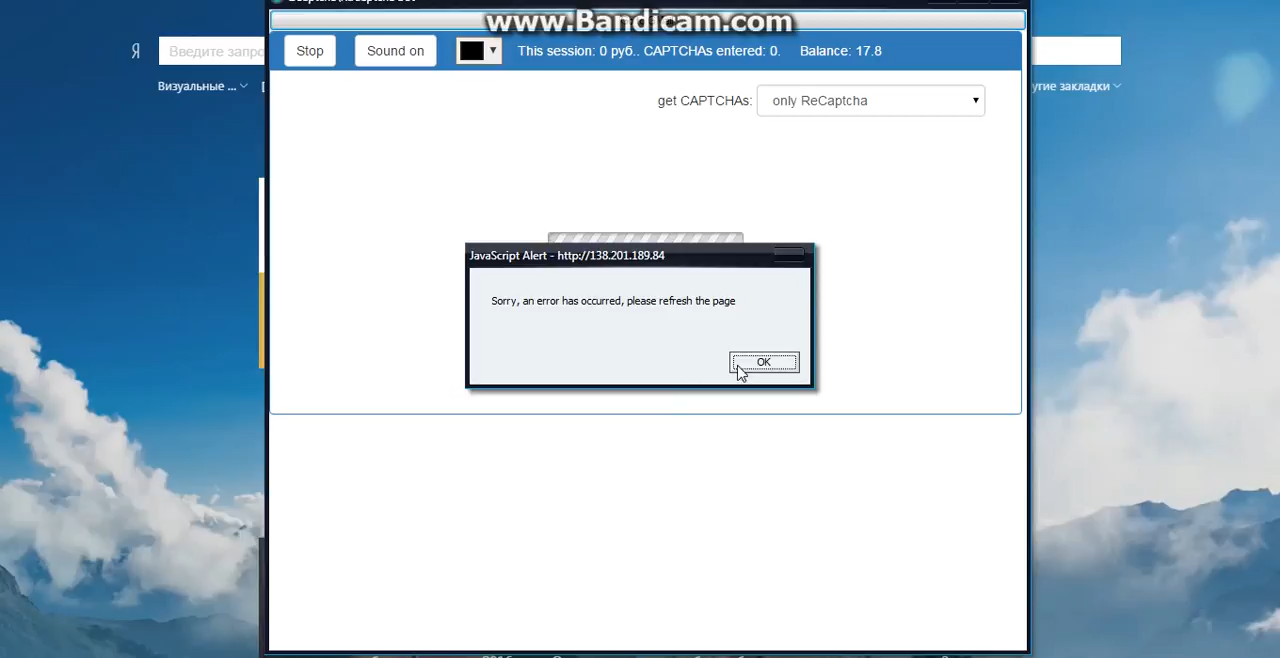 www.Bandicam.com
Я
Введите запро
Stop
Sound on
This session: 0 руб.. CAPTCHAs entered: 0.
Balance: 17.8
Визуальные ...
угие закладки
get CAPTCHAs:
only ReCaptcha
JavaScript Alert - http://138.201.189.84
Sorry, an error has occurred, please refresh the page
OK